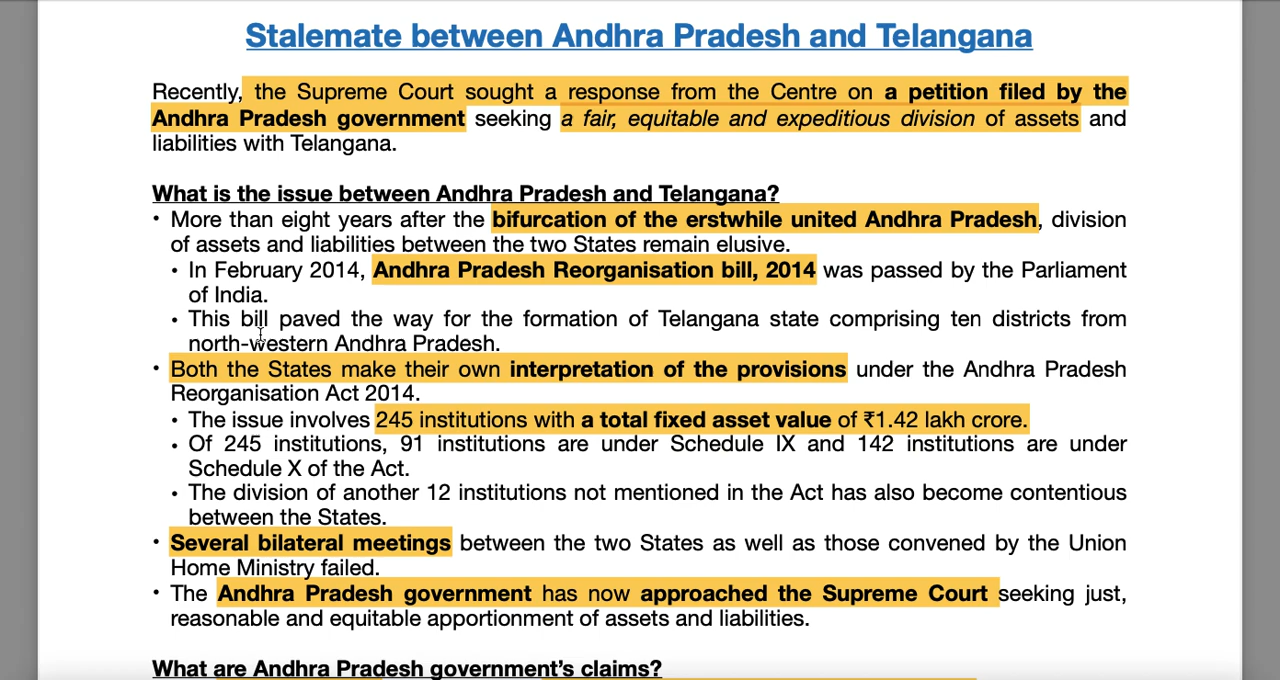 Stalemate between Andhra Pradesh and Telangana
Recently, the Supreme Court sought a response from the Centre on a petition filed by the
Andhra Pradesh government seeking a fair, equitable and expeditious division of assets and
liabilities with Telangana.
What is the issue between Andhra Pradesh and Telangana?
• More than eight years after the bifurcation of the erstwhile united Andhra Pradesh, division
of assets and liabilities between the two States remain elusive.
• In February 2014, Andhra Pradesh Reorganisation bill, 2014 was passed by the Parliament
of India.
• This bill paved the way for the formation of Telangana state comprising ten districts from
north-western Andhra Pradesh.
• Both the States make their own interpretation of the provisions under the Andhra Pradesh
Reorganisation Act 2014.
• The issue involves 245 institutions with a total fixed asset value of ₹1.42 lakh crore.
• Of 245 institutions, 91 institutions are under Schedule IX and 142 institutions are under
Schedule X of the Act.
• The division of another 12 institutions not mentioned in the Act has also become contentious
between the States.
• Several bilateral meetings between the two States as well as those convened by the Union
Home Ministry failed.
• The Andhra Pradesh government has now approached the Supreme Court seeking just,
reasonable and equitable apportionment of assets and liabilities.
What are Andhra Pradesh government's claims?